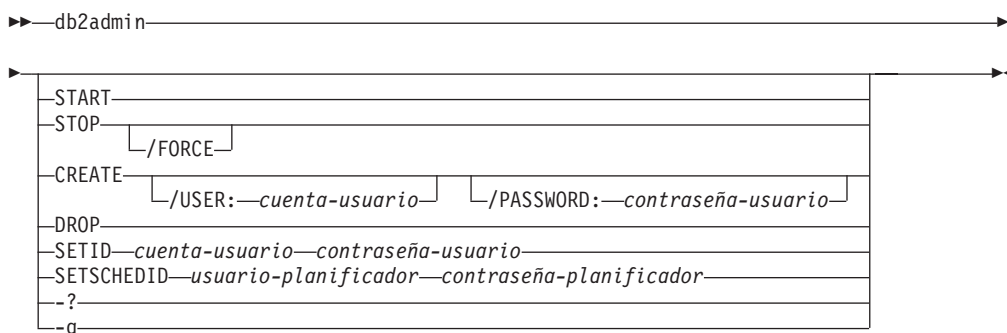 db2admin
START
STOP
/FORCE
CREATE
/USER: cuenta-usuario /PASSWORD: contraseña-usuario
DROP
SETID cuenta-usuario contraseña-usuario
SETSCHEDID usuario-planificador contraseña-planificador
-?
-q